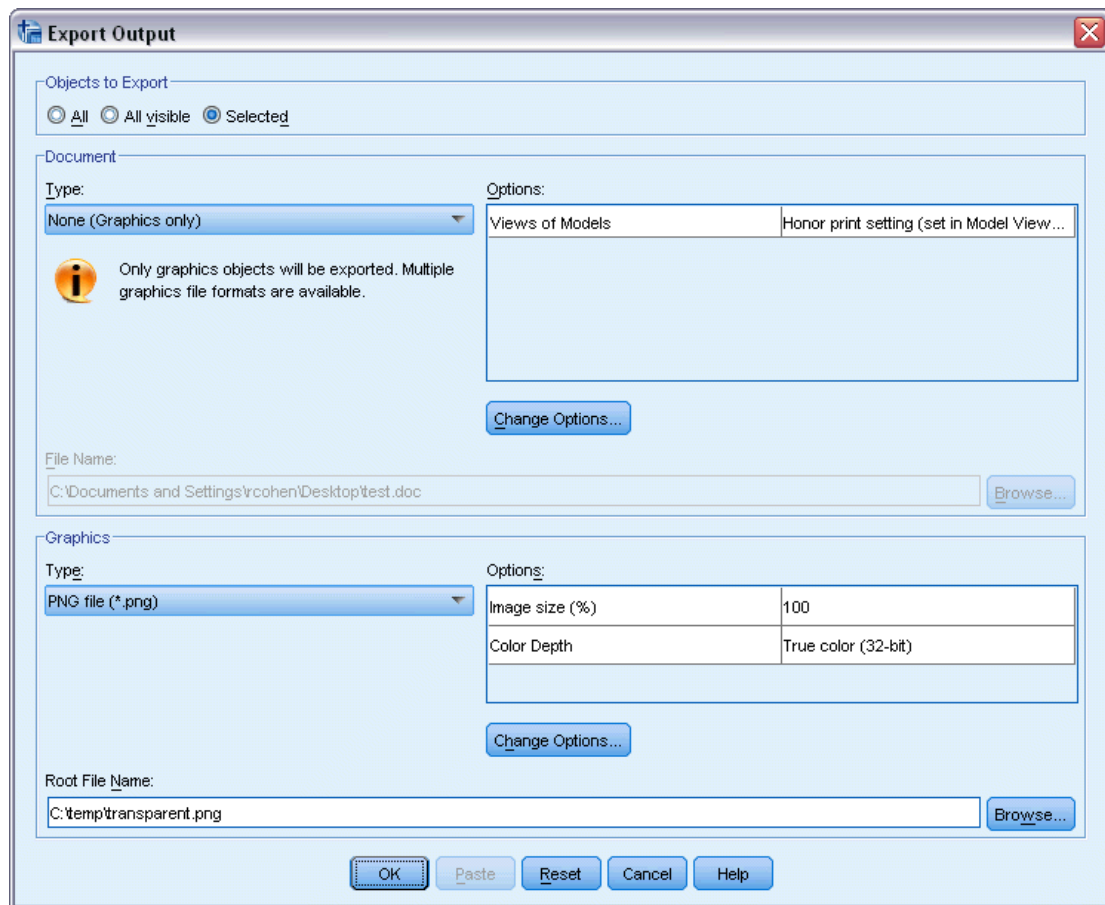 Export Output
Objects to Export
All All visible Selected
Document
Type: Options:
None (Graphics only) Views of Models Honor print setting (set in Model View...
Only graphics objects will be exported. Multiple
graphics file formats are available.
Change Options...
File Name:
C:\Documents and Settings\rcohen\Desktop\test.doc Browse...
Graphics
Type: Options:
PNG file (*.png) Image size (%) 100
Color Depth True color (32-bit)
Change Options...
Root File Name:
C:\temp\transparent.png Browse...
OK Paste Reset Cancel Help